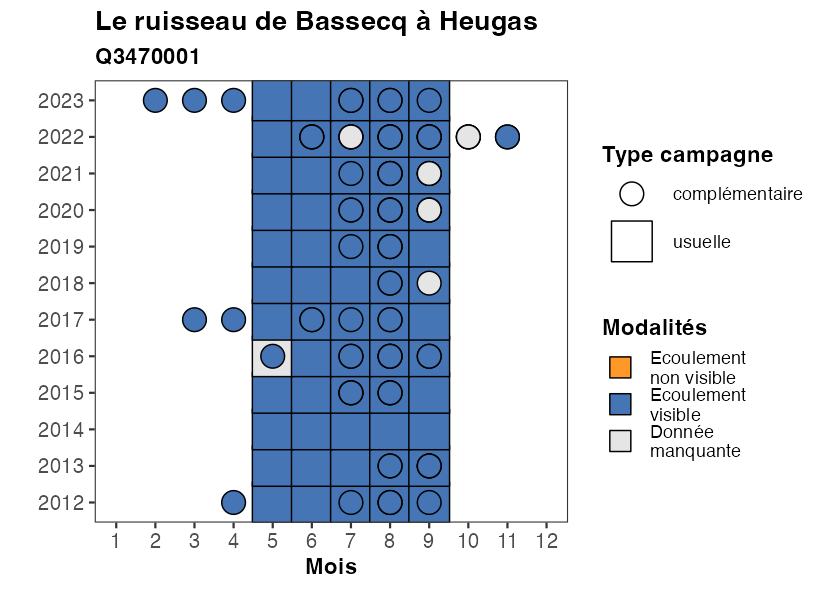 Le ruisseau de Bassecq à Heugas
Q3470001
2023
2022
2021
2020
2019
2018
2017
2016
2015
2014
2013
2012
1 2 3 4 5 6 7 8 9 10 11 12
Mois
Type campagne
complémentaire
usuelle
Modalités
Ecoulement
non visible
Ecoulement
visible
Donnée
manquante